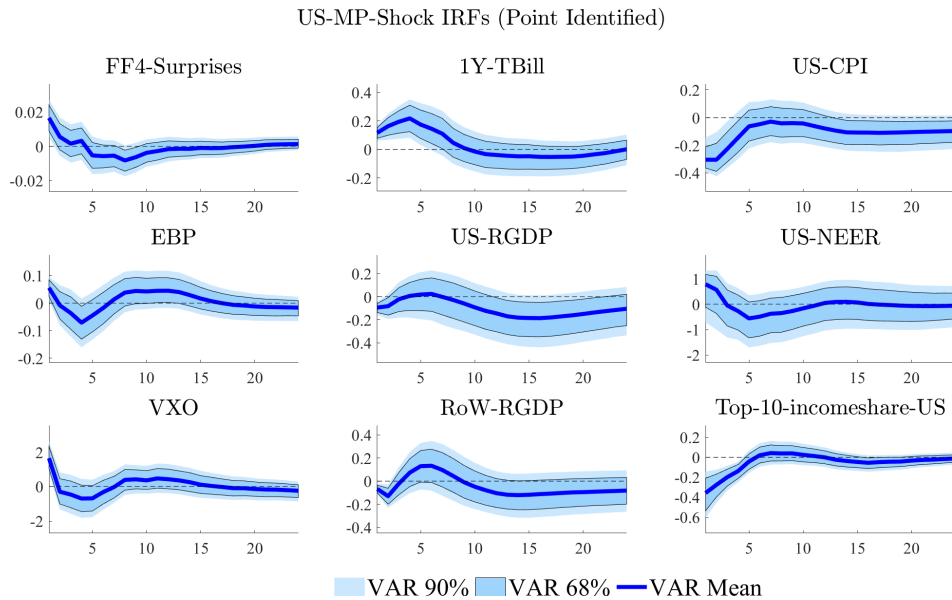 US-MP-Shock IRFs (Point Identified)
FF4-Surprises
0.02
0
-0.02
5 10 15 20
1Y-TBill
0.4
0.2
0
-0.2
5 10 15 20
US-CPI
0.2
0
-0.2
-0.4
5 10 15 20
EBP
0.1
0
-0.1
-0.2
5 10 15 20
US-RGDP
0.2
0
-0.2
-0.4
5 10 15 20
US-NEER
1
0
-1
-2
5 10 15 20
VXO
2
0
-2
5 10 15 20
RoW-RGDP
0.4
0.2
0
-0.2
-0.4
5 10 15 20
Top-10-incomeshare-US
0.2
0
-0.2
-0.4
-0.6
5 10 15 20
VAR 90% VAR 68% VAR Mean